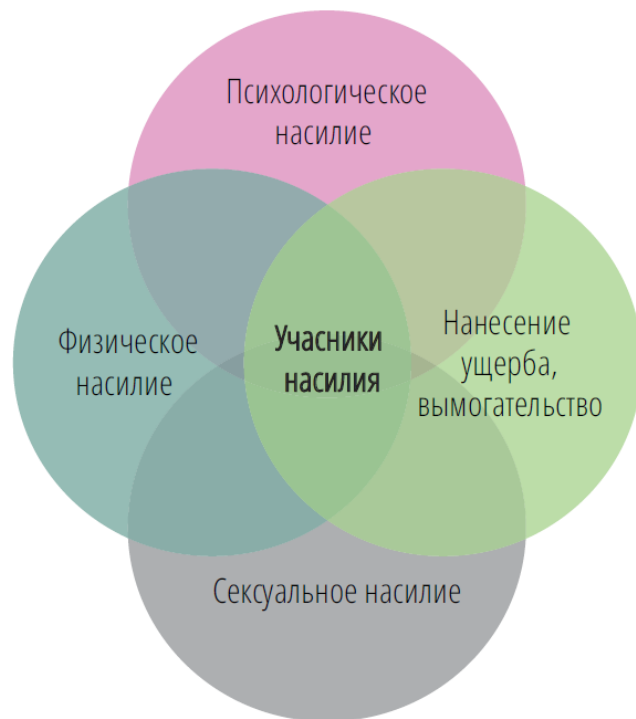 Психологическое
насилие
Физическое
насилие
Учасники
насилия
Нанесение
ущерба,
вымогательство
Сексуальное насилие